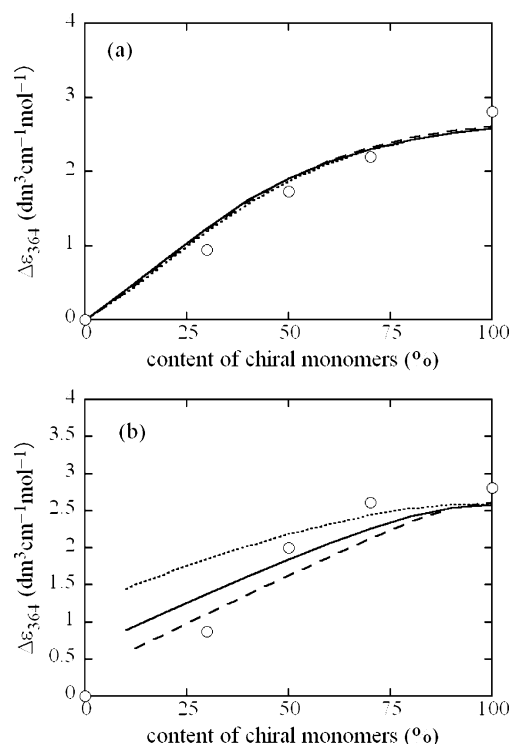 4
(a)
3
2
1
0
Δε364 (dm³cm⁻¹mol⁻¹)
0 25 50 75 100
content of chiral monomers (%)
4
(b)
3.5
3
2.5
2
1.5
1
0.5
0
Δε364 (dm³cm⁻¹mol⁻¹)
0 25 50 75 100
content of chiral monomers (%)